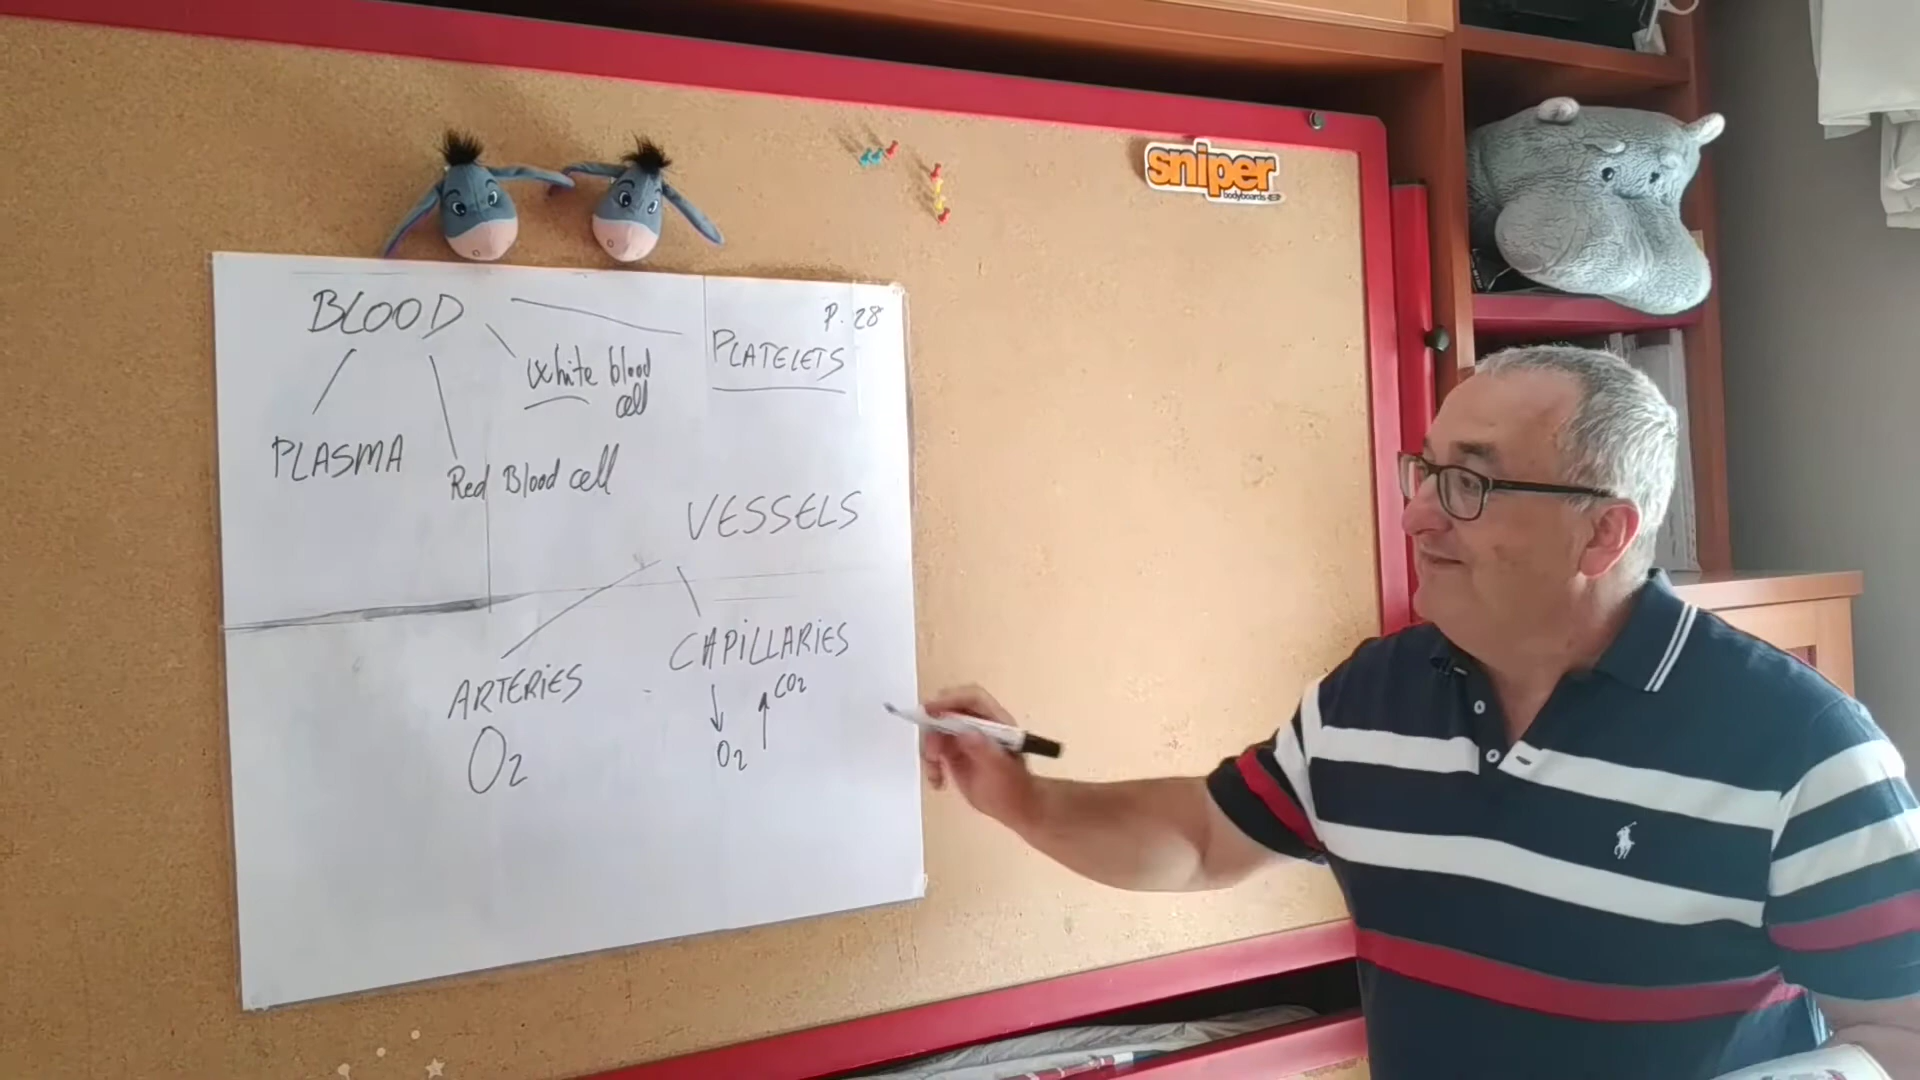 sniper
bodyboards
P. 28
BLOOD
PLATELETS
White blood
cell
PLASMA
Red Blood cell
VESSELS
CAPILLARIES
ARTERIES
CO2
O2
O2